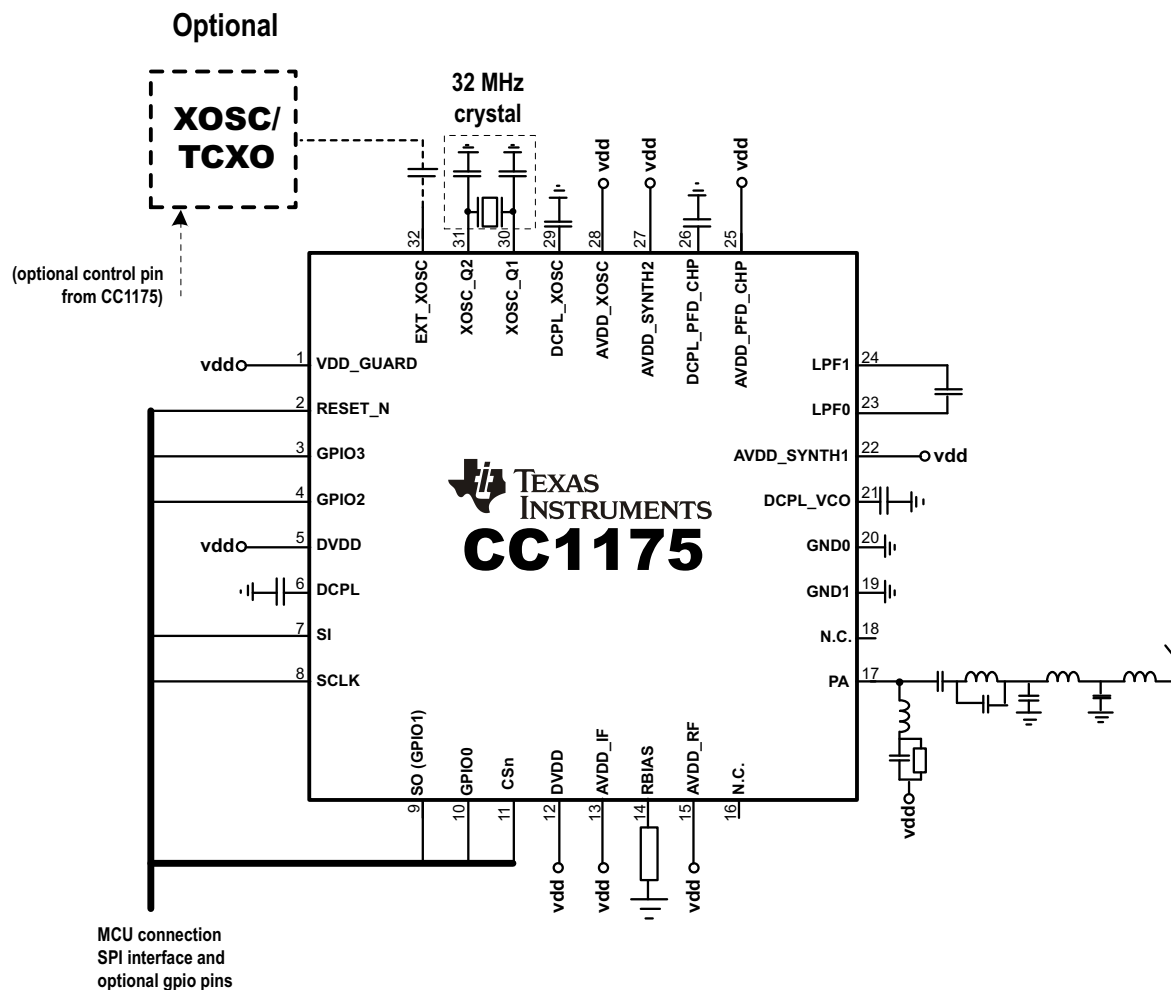 Optional
XOSC/
TCXO
32 MHz
crystal
(optional control pin
from CC1175)
vdd
vdd
vdd
32
31
30
29
28
27
26
25
EXT_XOSC
XOSC_Q2
XOSC_Q1
DCPL_XOSC
AVDD_XOSC
AVDD_SYNTH2
DCPL_PFD_CHP
AVDD_PFD_CHP
vdd 1 VDD_GUARD
2 RESET_N
3 GPIO3
4 GPIO2
vdd 5 DVDD
6 DCPL
7 SI
8 SCLK
LPF1 24
LPF0 23
AVDD_SYNTH1 22 vdd
DCPL_VCO 21
GND0 20
GND1 19
N.C. 18
PA 17
vdd
TEXAS
INSTRUMENTS
CC1175
SO (GPIO1)
GPIO0
CSn
DVDD
AVDD_IF
RBIAS
AVDD_RF
N.C.
9
10
11
12
13
14
15
16
vdd
vdd
vdd
MCU connection
SPI interface and
optional gpio pins